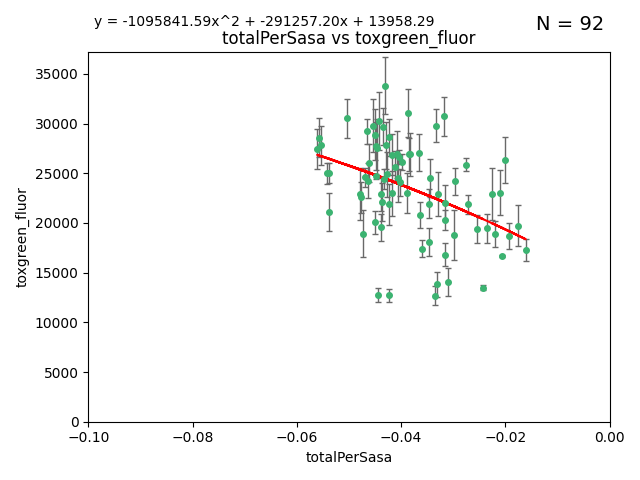 y = -1095841.59x^2 + -291257.20x + 13958.29
N = 92
totalPerSasa vs toxgreen_fluor
35000
30000
25000
20000
15000
10000
5000
0
toxgreen_fluor
−0.10 −0.08 −0.06 −0.04 −0.02 0.00
totalPerSasa